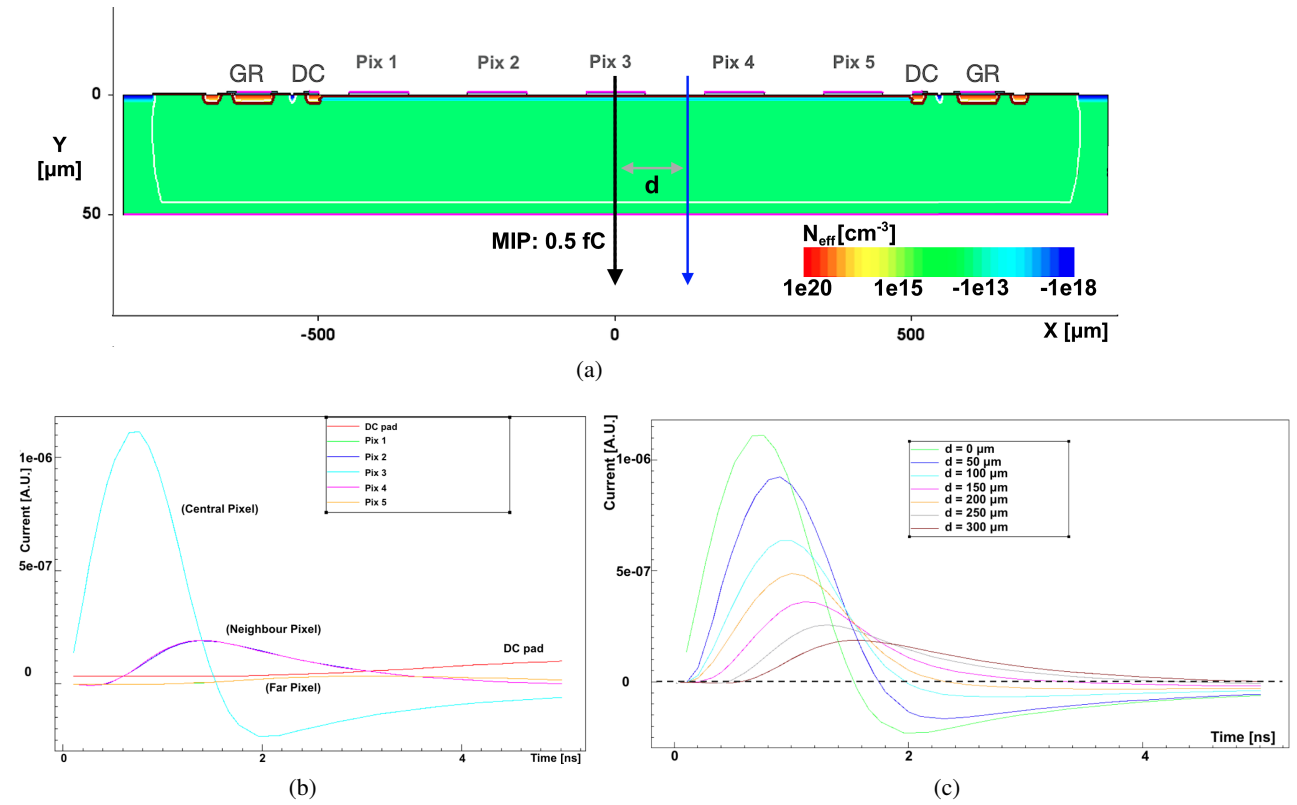 GR DC Pix 1 Pix 2 Pix 3 Pix 4 Pix 5 DC GR
0
Y
[µm]
d
50
MIP: 0.5 fC
Neff [cm-3]
1e20 1e15 -1e13 -1e18
-500 0 500 X [µm]
(a)
DC pad
Pix 1
Pix 2
Pix 3
Pix 4
Pix 5
Current [A.U.]
1e-06
5e-07
0
(Central Pixel)
(Neighbour Pixel)
(Far Pixel)
DC pad
0 2 4 Time [ns]
(b)
Current [A.U.]
d = 0 µm
d = 50 µm
d = 100 µm
d = 150 µm
d = 200 µm
d = 250 µm
d = 300 µm
1e-06
5e-07
0
Time [ns]
0 2 4
(c)